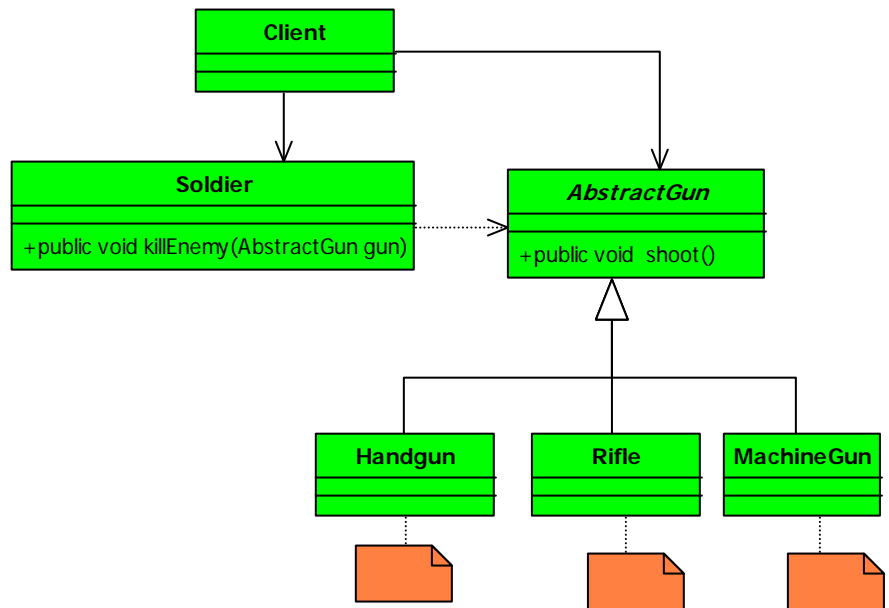 Client
Soldier
+public void killEnemy(AbstractGun gun)
AbstractGun
+public void shoot()
Handgun
Rifle
MachineGun